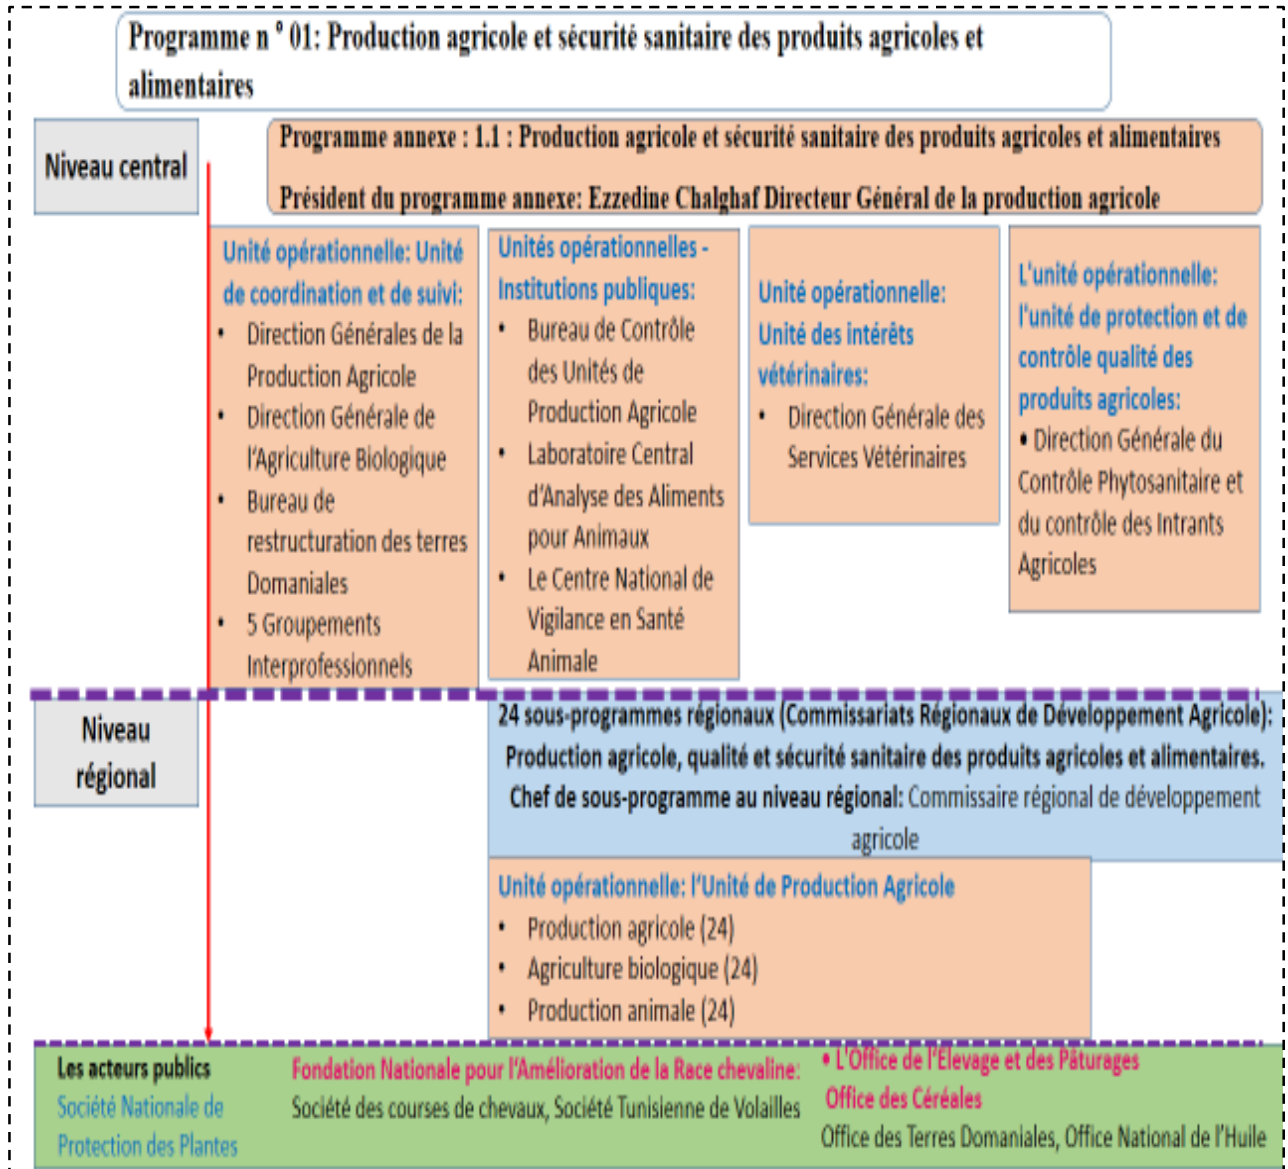 Programme n ° 01: Production agricole et sécurité sanitaire des produits agricoles et
alimentaires
Niveau central
Programme annexe : 1.1 : Production agricole et sécurité sanitaire des produits agricoles et alimentaires
Président du programme annexe: Ezzedine Chalghaf Directeur Général de la production agricole
Unité opérationnelle: Unité
de coordination et de suivi:
• Direction Générales de la
Production Agricole
• Direction Générale de
l'Agriculture Biologique
• Bureau de
restructuration des terres
Domaniales
• 5 Groupements
Interprofessionnels
Unités opérationnelles -
Institutions publiques:
• Bureau de Contrôle
des Unités de
Production Agricole
• Laboratoire Central
d'Analyse des Aliments
pour Animaux
• Le Centre National de
Vigilance en Santé
Animale
Unité opérationnelle:
Unité des intérêts
vétérinaires:
• Direction Générale des
Services Vétérinaires
L'unité opérationnelle:
l'unité de protection et de
contrôle qualité des
produits agricoles:
• Direction Générale du
Contrôle Phytosanitaire et
du contrôle des Intrants
Agricoles
Niveau
régional
24 sous-programmes régionaux (Commissariats Régionaux de Développement Agricole):
Production agricole, qualité et sécurité sanitaire des produits agricoles et alimentaires.
Chef de sous-programme au niveau régional: Commissaire régional de développement
agricole
Unité opérationnelle: l'Unité de Production Agricole
• Production agricole (24)
• Agriculture biologique (24)
• Production animale (24)
Les acteurs publics
Société Nationale de
Protection des Plantes
Fondation Nationale pour l'Amélioration de la Race chevaline:
Société des courses de chevaux, Société Tunisienne de Volailles
• L'Office de l'Elevage et des Pâturages
Office des Céréales
Office des Terres Domaniales, Office National de l'Huile